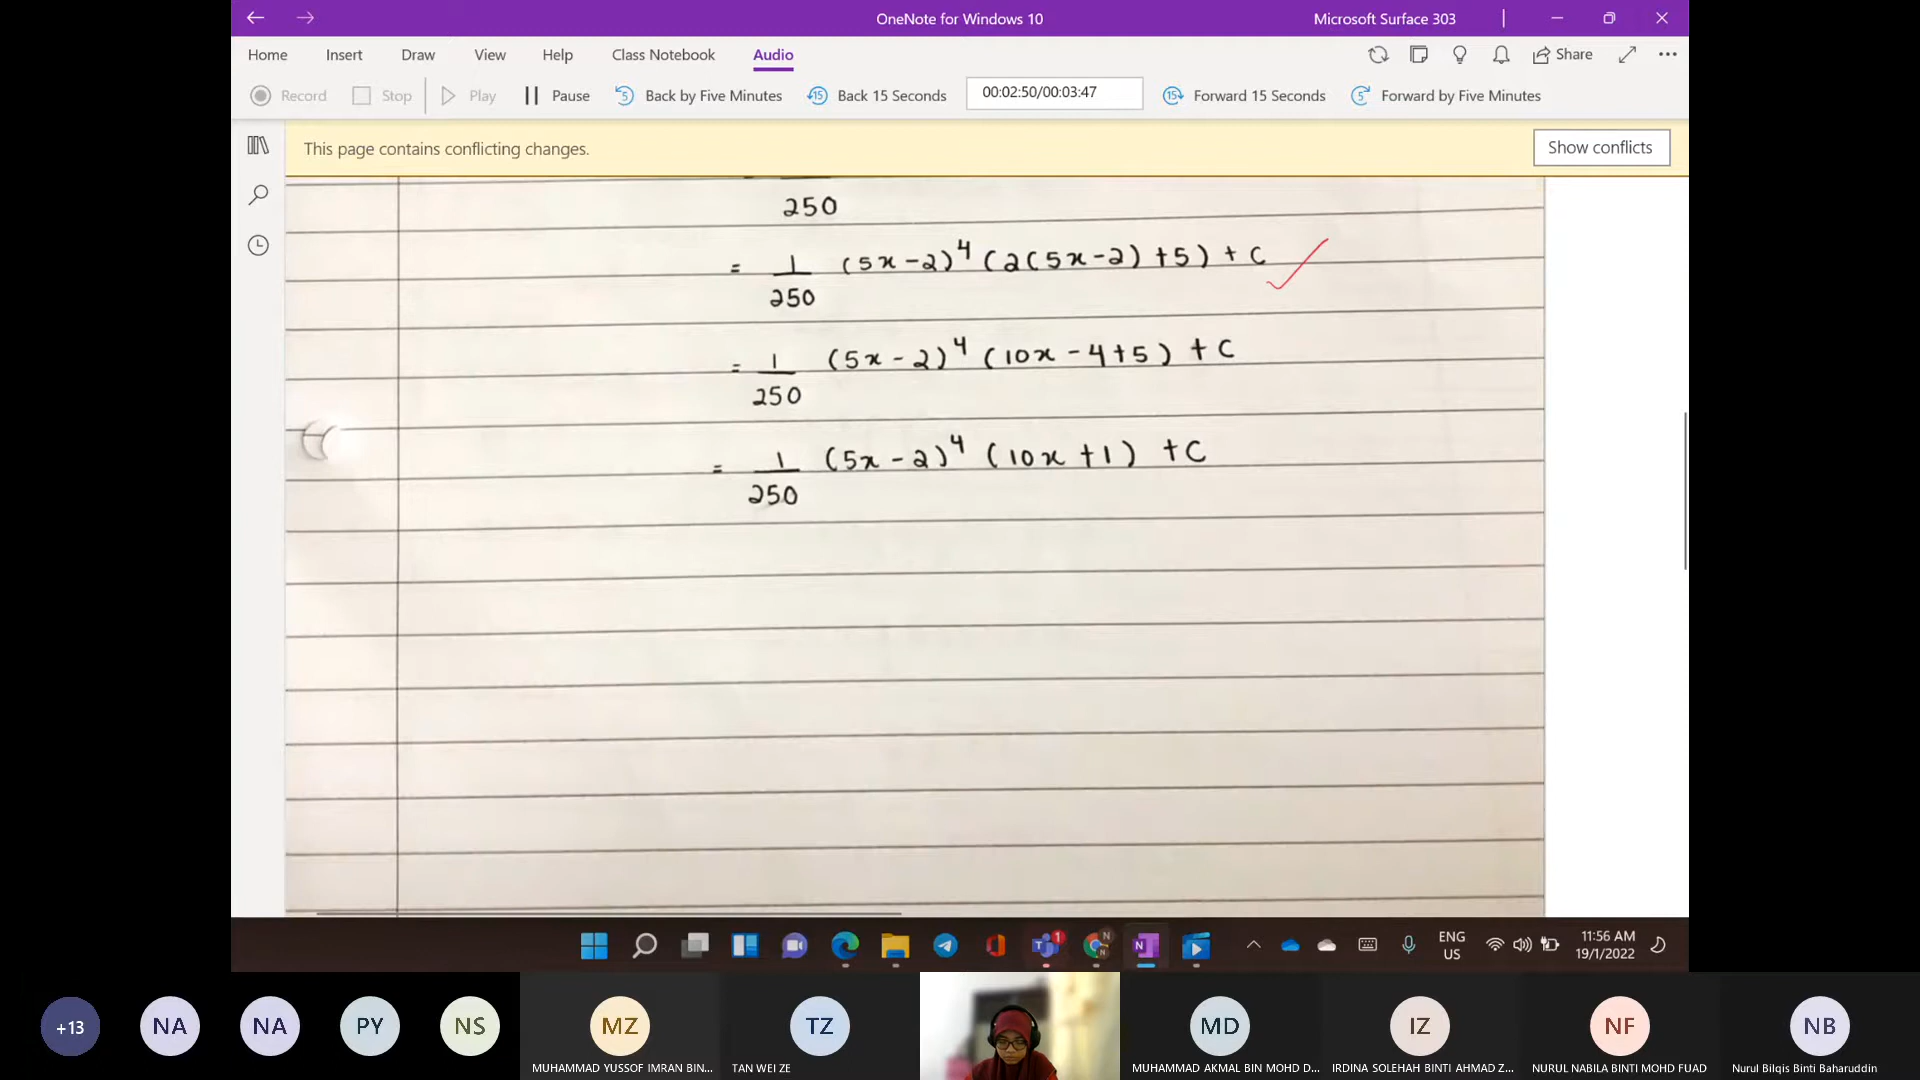 OneNote for Windows 10
Microsoft Surface 303
Home Insert Draw View Help Class Notebook Audio Share
Record Stop Play Pause Back by Five Minutes Back 15 Seconds 00:02:50/00:03:47 Forward 15 Seconds Forward by Five Minutes
This page contains conflicting changes. Show conflicts
250
= 1/250 (5x-2)⁴ (2(5x-2)+5) + C
= 1/250 (5x-2)⁴ (10x-4+5) + C
= 1/250 (5x-2)⁴ (10x+1) + C
ENG US 11:56 AM 19/1/2022
+13 NA NA PY NS MZ TZ MD IZ NF NB
MUHAMMAD YUSSOF IMRAN BIN... TAN WEI ZE MUHAMMAD AKMAL BIN MOHD D... IRDINA SOLEHAH BINTI AHMAD Z... NURUL NABILA BINTI MOHD FUAD Nurul Bilqis Binti Baharuddin